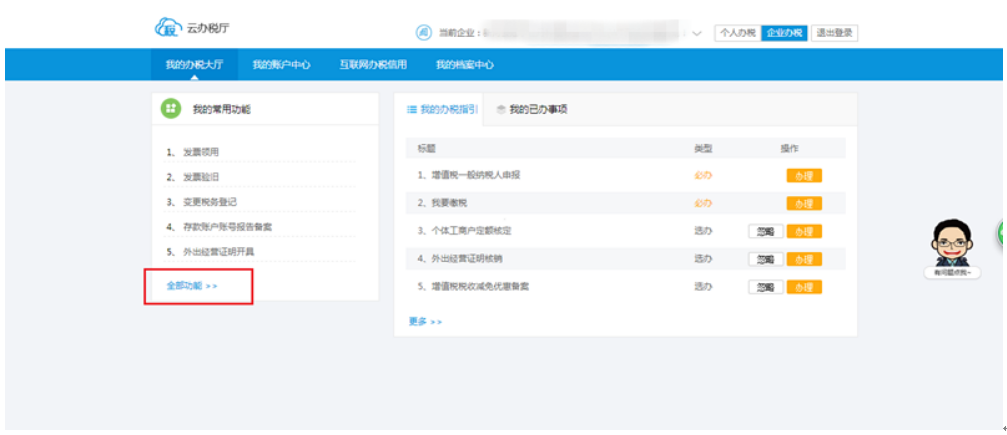 云办税厅
当前企业：
个人办税 企业办税 退出登录
我的办税大厅 我的账户中心 互联网办税信用 我的档案中心
我的常用功能
1、发票领用
2、发票验旧
3、变更税务登记
4、存款账户账号报告备案
5、外出经营证明开具
全部功能 >>
我的办税指引 我的已办事项
标题 类型 操作
1、增值税一般纳税人申报 必办 办理
2、我要缴税 必办 办理
3、个体工商户定额核定 选办 忽略 办理
4、外出经营证明核销 选办 忽略 办理
5、增值税税收减免优惠备案 选办 忽略 办理
更多 >>
有问题点我~